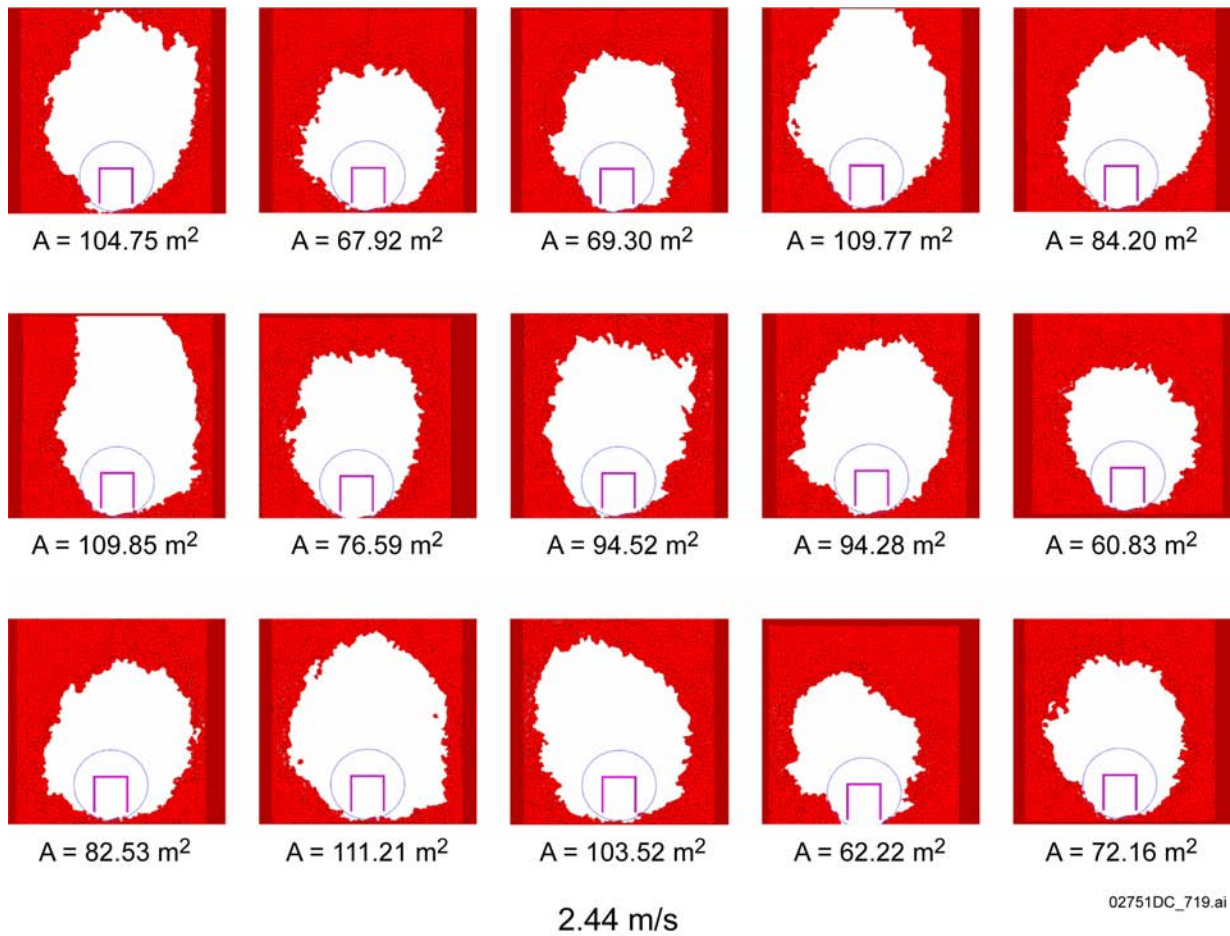 A = 104.75 m² A = 67.92 m² A = 69.30 m² A = 109.77 m² A = 84.20 m²
A = 109.85 m² A = 76.59 m² A = 94.52 m² A = 94.28 m² A = 60.83 m²
A = 82.53 m² A = 111.21 m² A = 103.52 m² A = 62.22 m² A = 72.16 m²
02751DC_719.ai
2.44 m/s